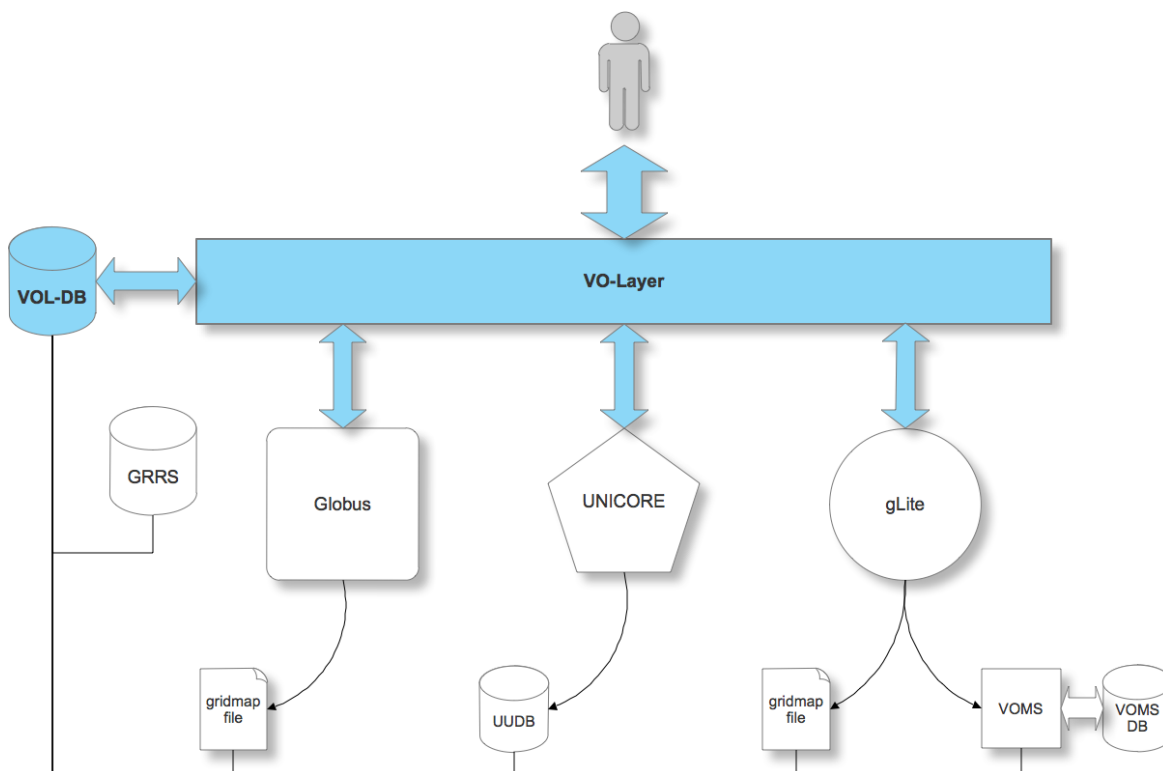 VO-Layer
VOL-DB
GRRS
Globus
UNICORE
gLite
gridmap
file
UUDB
gridmap
file
VOMS
VOMS
DB